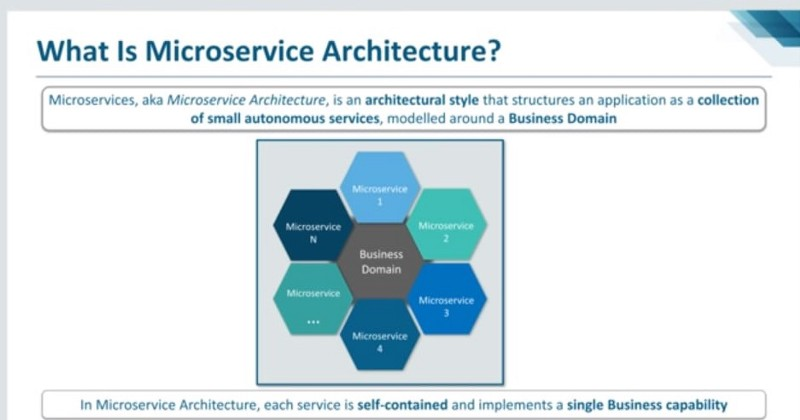 What Is Microservice Architecture?
Microservices, aka Microservice Architecture, is an architectural style that structures an application as a collection
of small autonomous services, modelled around a Business Domain
Microservice
1
Microservice
N
Microservice
2
Business
Domain
Microservice
...
Microservice
3
Microservice
4
In Microservice Architecture, each service is self-contained and implements a single Business capability